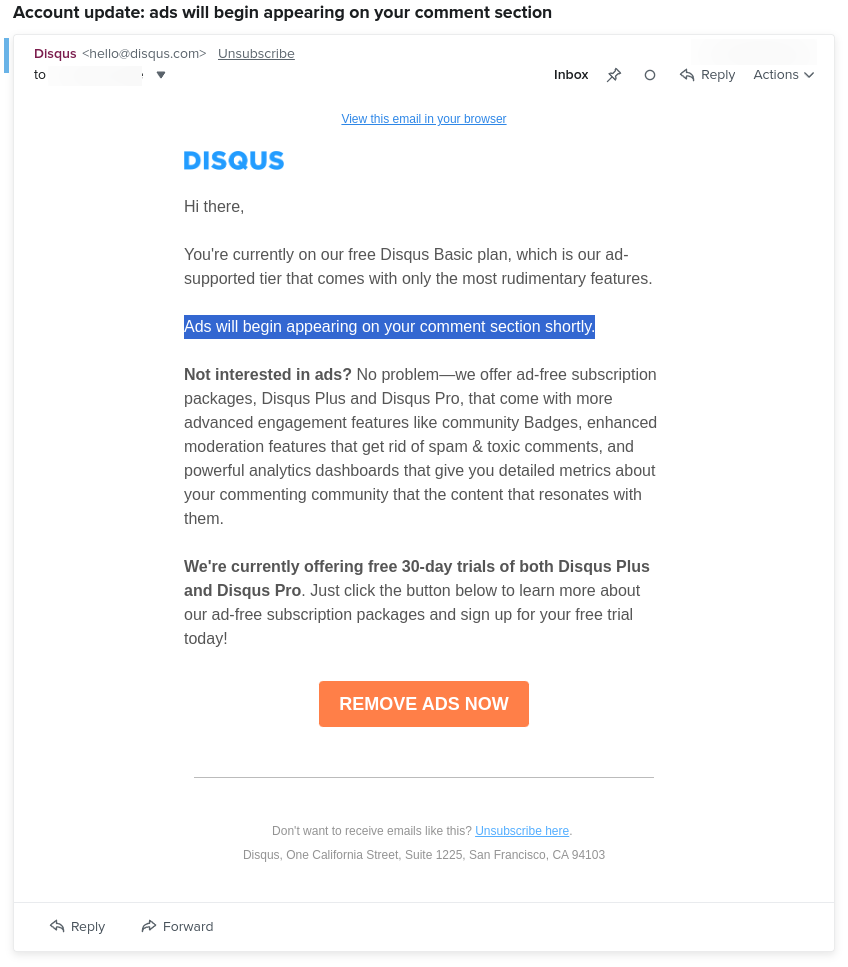 Account update: ads will begin appearing on your comment section
Disqus <hello@disqus.com> Unsubscribe
to
Inbox Reply Actions
View this email in your browser
DISQUS
Hi there,
You're currently on our free Disqus Basic plan, which is our ad-
supported tier that comes with only the most rudimentary features.
Ads will begin appearing on your comment section shortly.
Not interested in ads? No problem—we offer ad-free subscription
packages, Disqus Plus and Disqus Pro, that come with more
advanced engagement features like community Badges, enhanced
moderation features that get rid of spam & toxic comments, and
powerful analytics dashboards that give you detailed metrics about
your commenting community that the content that resonates with
them.
We're currently offering free 30-day trials of both Disqus Plus
and Disqus Pro. Just click the button below to learn more about
our ad-free subscription packages and sign up for your free trial
today!
REMOVE ADS NOW
Don't want to receive emails like this? Unsubscribe here.
Disqus, One California Street, Suite 1225, San Francisco, CA 94103
Reply Forward